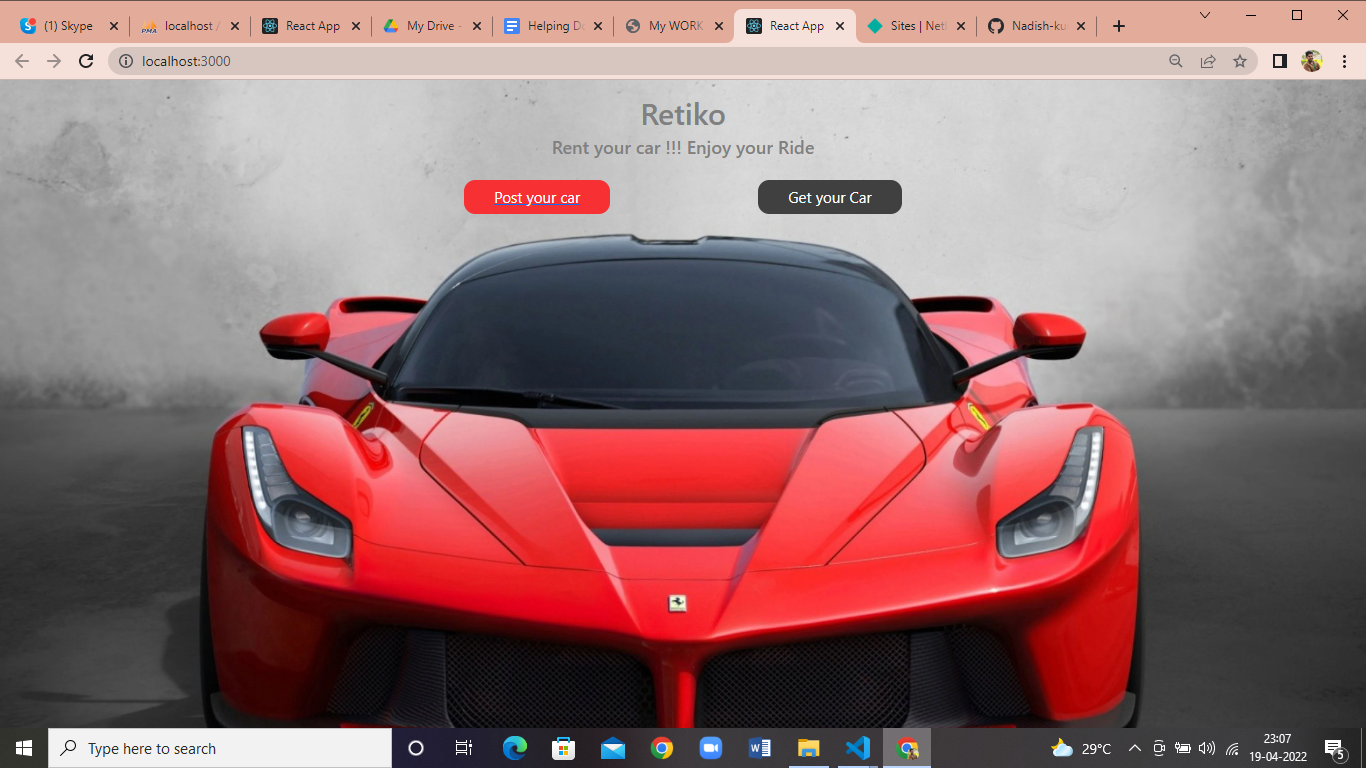 (1) Skype
localhost /
React App
My Drive -
Helping Do
My WORK
React App
Sites | Netl
Nadish-ku
localhost:3000
Retiko
Rent your car !!! Enjoy your Ride
Post your car
Get your Car
Type here to search
29°C
23:07
19-04-2022
5